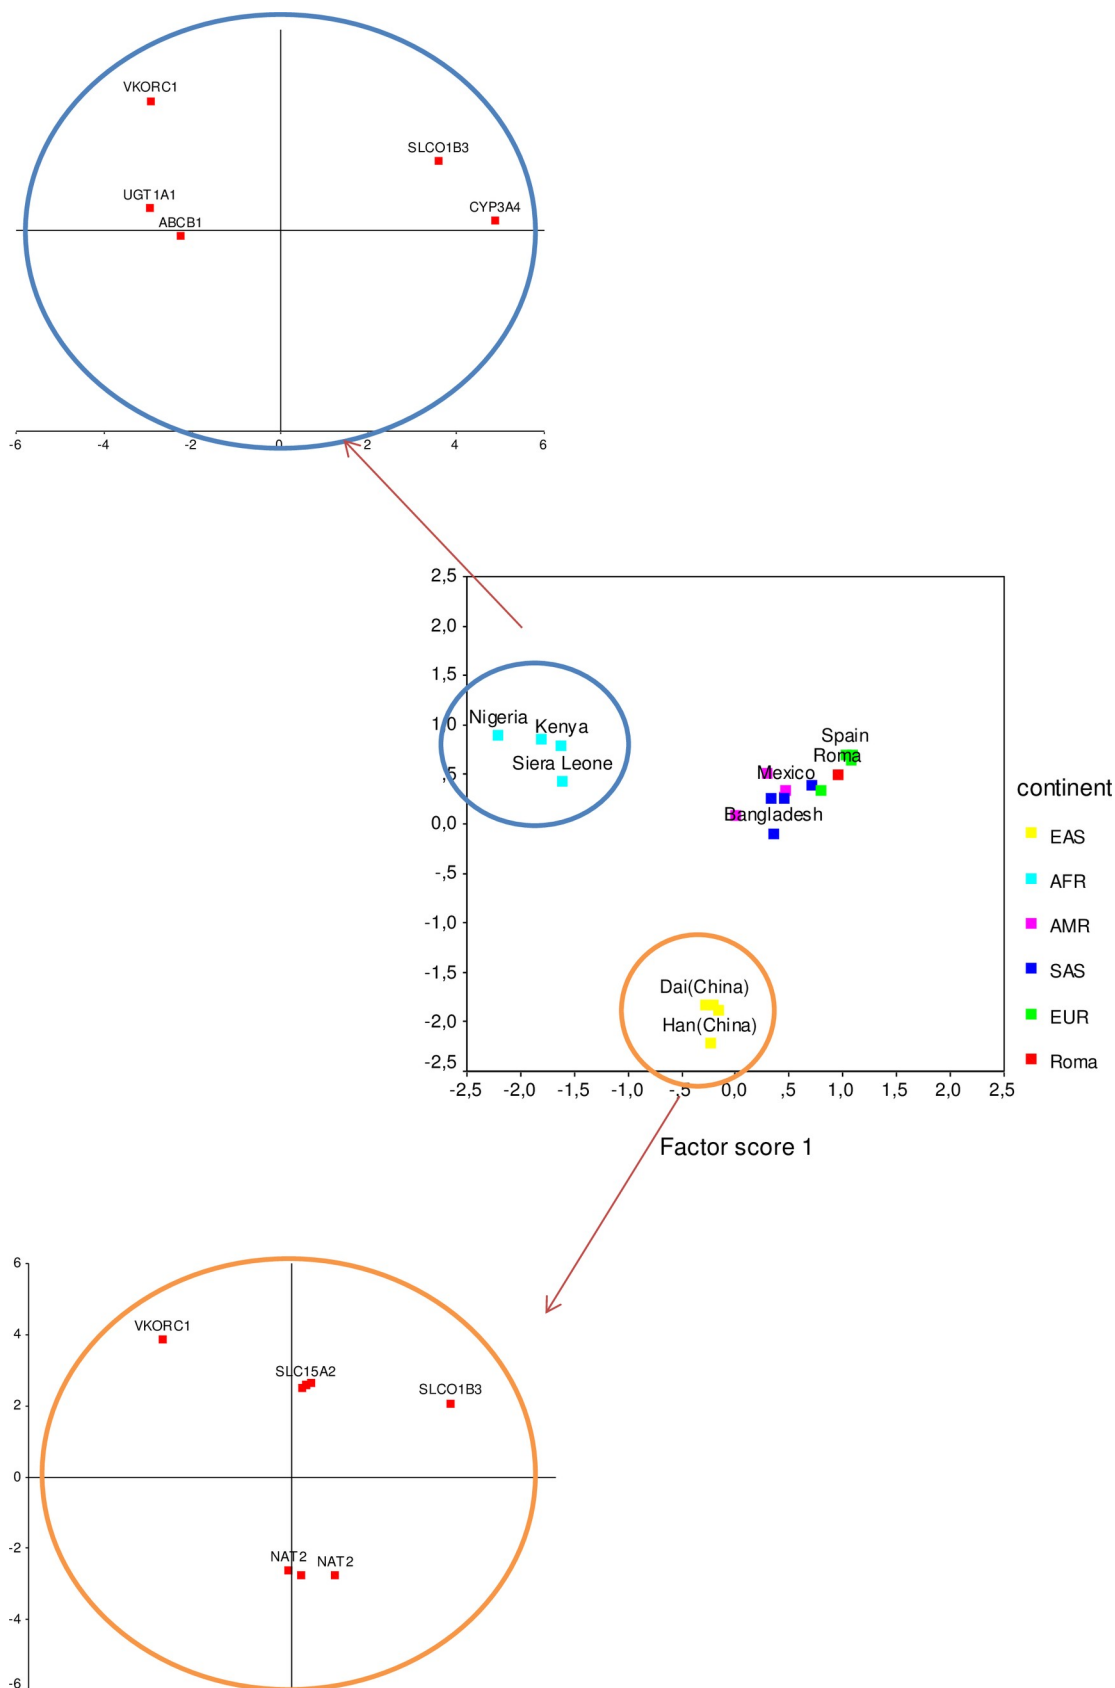 VKORC1
SLCO1B3
UGT1A1
CYP3A4
ABCB1
-6 -4 -2 0 2 4 6
2,5
2,0
1,5
1,0
,5
0,0
-,5
-1,0
-1,5
-2,0
-2,5
Nigeria
Kenya
Siera Leone
Spain
Roma
Mexico
Bangladesh
Dai(China)
Han(China)
-2,5 -2,0 -1,5 -1,0 -,5 0,0 ,5 1,0 1,5 2,0 2,5
Factor score 1
continent
EAS
AFR
AMR
SAS
EUR
Roma
6
4
2
0
-2
-4
-6
VKORC1
SLC15A2
SLCO1B3
NAT2
NAT2